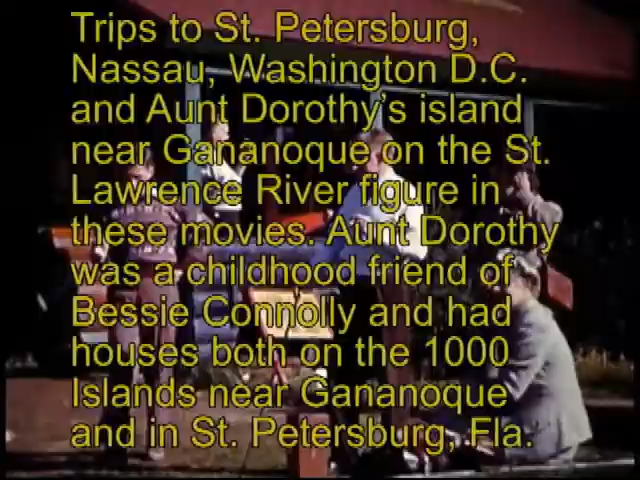 Trips to St. Petersburg,
Nassau, Washington D.C.
and Aunt Dorothy's island
near Gananoque on the St.
Lawrence River figure in
these movies. Aunt Dorothy
was a childhood friend of
Bessie Connolly and had
houses both on the 1000
Islands near Gananoque
and in St. Petersburg, Fla.